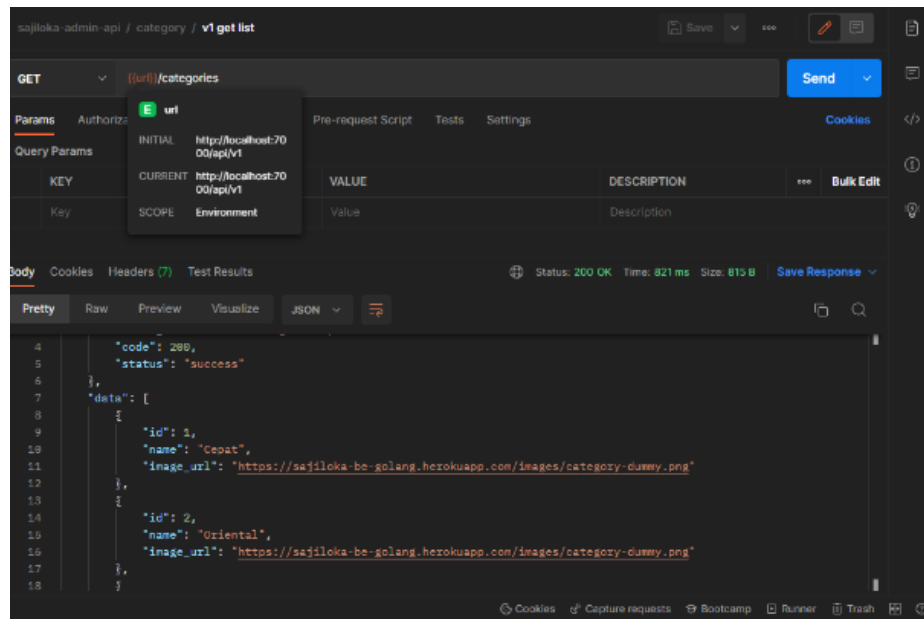 sajiloka-admin-api / category / v1 get list
Save
GET {{url}}/categories Send
E url
Params Authoriza Pre-request Script Tests Settings Cookies
INITIAL http://localhost:70
00/api/v1
Query Params
CURRENT http://localhost:70
00/api/v1
KEY VALUE DESCRIPTION Bulk Edit
SCOPE Environment
Key Value Description
Body Cookies Headers (7) Test Results Status: 200 OK Time: 821 ms Size: 815 B Save Response
Pretty Raw Preview Visualize JSON
4 "code": 200,
5 "status": "success"
6 },
7 "data": [
8 {
9 "id": 1,
10 "name": "Cepat",
11 "image_url": "https://sajiloka-be-golang.herokuapp.com/images/category-dummy.png"
12 },
13 {
14 "id": 2,
15 "name": "Oriental",
16 "image_url": "https://sajiloka-be-golang.herokuapp.com/images/category-dummy.png"
17 },
18
Cookies Capture requests Bootcamp Runner Trash